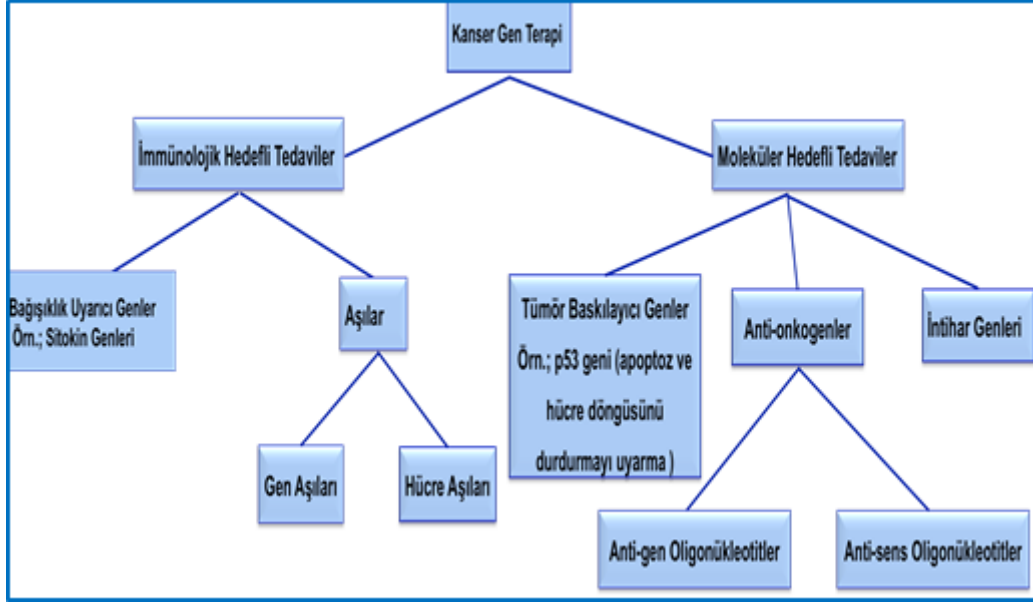 Kanser Gen Terapi
İmmünolojik Hedefli Tedaviler
Moleküler Hedefli Tedaviler
Bağışıklık Uyarıcı Genler
Örn.; Sitokin Genleri
Aşılar
Tümör Baskılayıcı Genler
Örn.; p53 geni (apoptoz ve
hücre döngüsünü
durdurmayı uyarma )
Anti-onkogenler
İntihar Genleri
Gen Aşıları
Hücre Aşıları
Anti-gen Oligonükleotitler
Anti-sens Oligonükleotitler